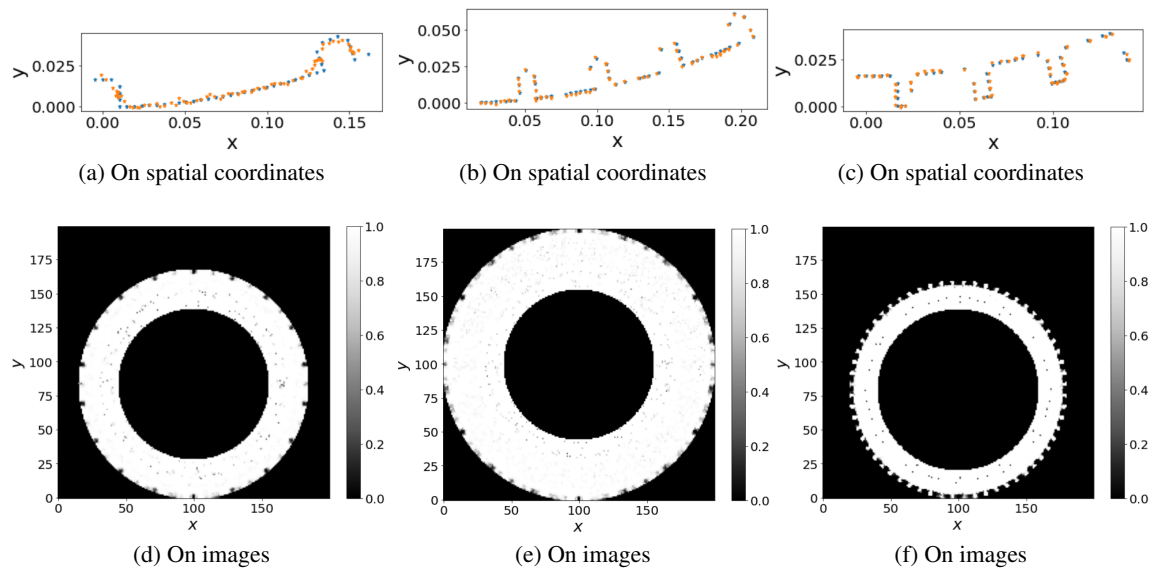 y
0.025
0.000
0.00 0.05 0.10 0.15
x
(a) On spatial coordinates
y
0.050
0.025
0.000
0.05 0.10 0.15 0.20
x
(b) On spatial coordinates
y
0.025
0.000
0.00 0.05 0.10
x
(c) On spatial coordinates
y
175
150
125
100
75
50
25
0
0 50 100 150
x
1.0
0.8
0.6
0.4
0.2
0.0
(d) On images
y
175
150
125
100
75
50
25
0
0 50 100 150
x
1.0
0.8
0.6
0.4
0.2
0.0
(e) On images
y
175
150
125
100
75
50
25
0
0 50 100 150
x
1.0
0.8
0.6
0.4
0.2
0.0
(f) On images